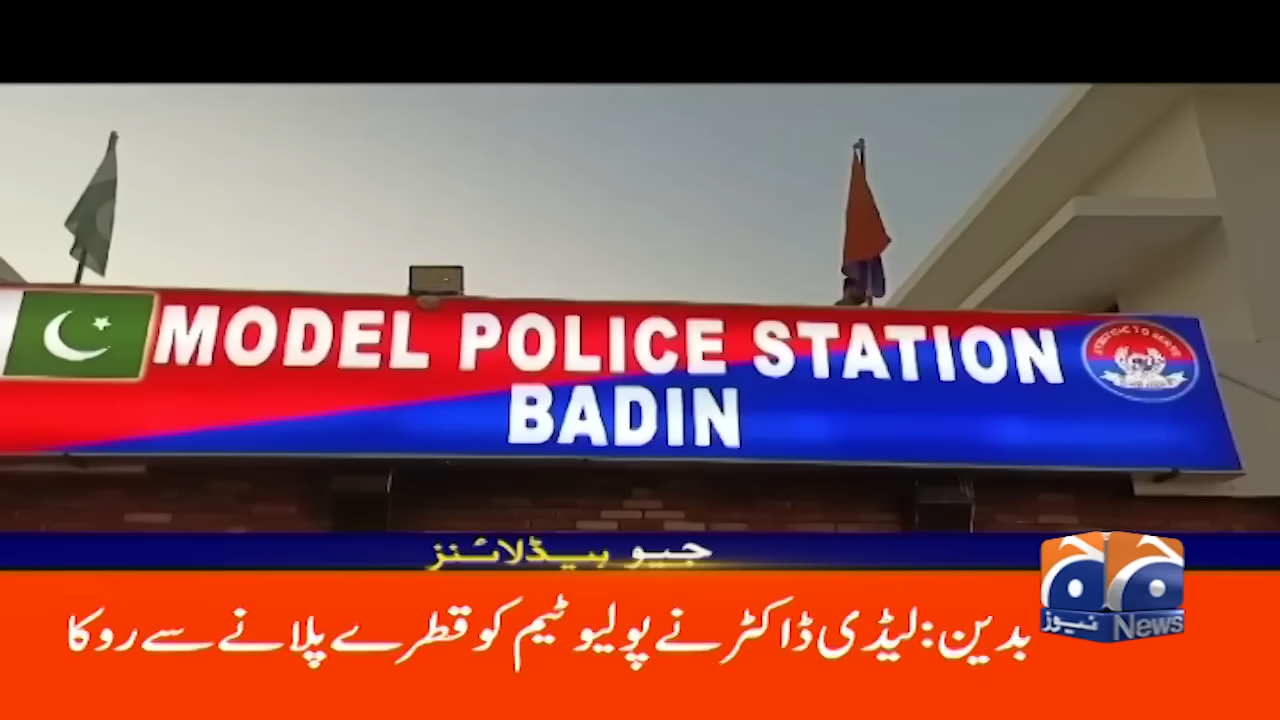 MODEL POLICE STATION
BADIN
جیو ہیڈلائنز
بدین: لیڈی ڈاکٹر نے پولیو ٹیم کو قطرے پلانے سے روکا
نیوز News